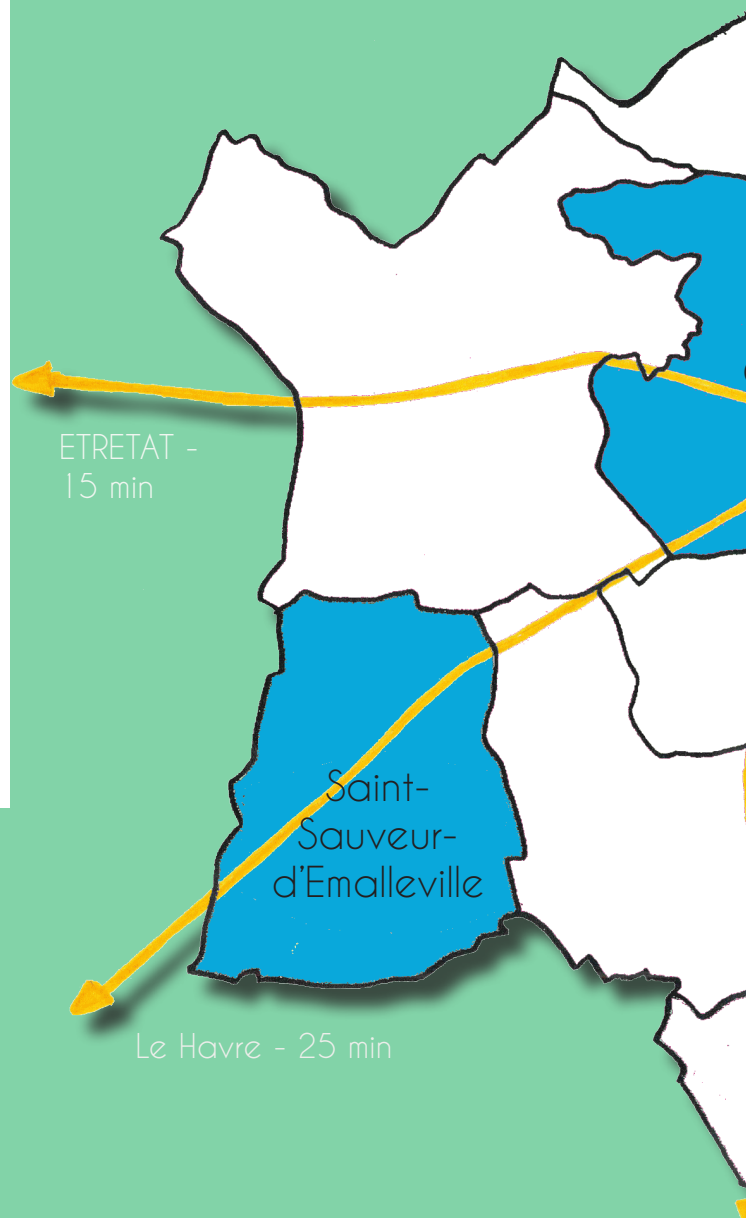 ETRETAT -
15 min
Saint-
Sauveur-
d'Emalleville
Le Havre - 25 min